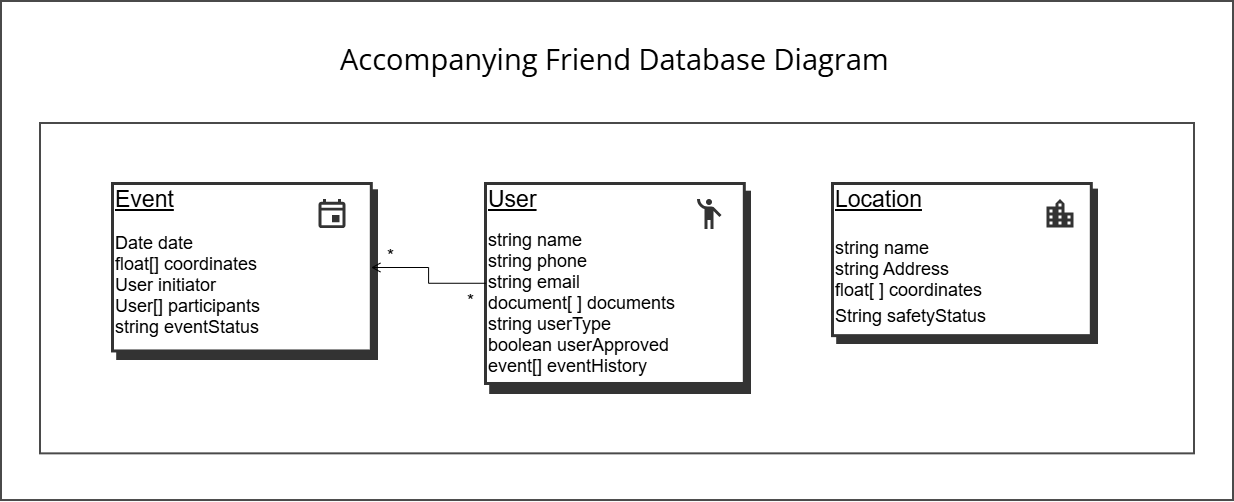 Accompanying Friend Database Diagram
Event
Date date
float[] coordinates
User initiator
User[] participants
string eventStatus
*
*
User
string name
string phone
string email
document[ ] documents
string userType
boolean userApproved
event[] eventHistory
Location
string name
string Address
float[ ] coordinates
String safetyStatus